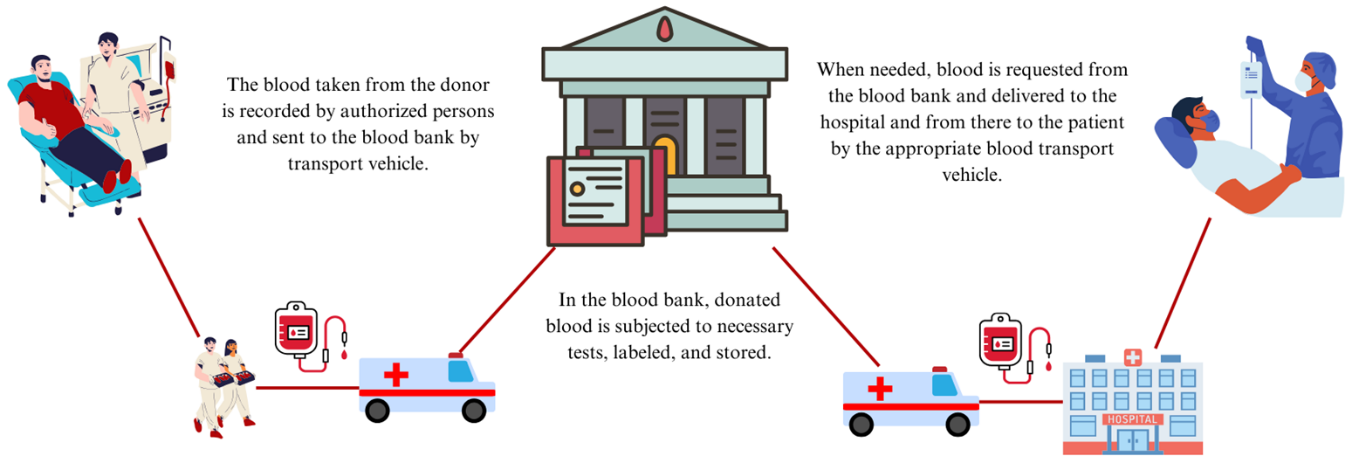 The blood taken from the donor
is recorded by authorized persons
and sent to the blood bank by
transport vehicle.
In the blood bank, donated
blood is subjected to necessary
tests, labeled, and stored.
When needed, blood is requested from
the blood bank and delivered to the
hospital and from there to the patient
by the appropriate blood transport
vehicle.
HOSPITAL